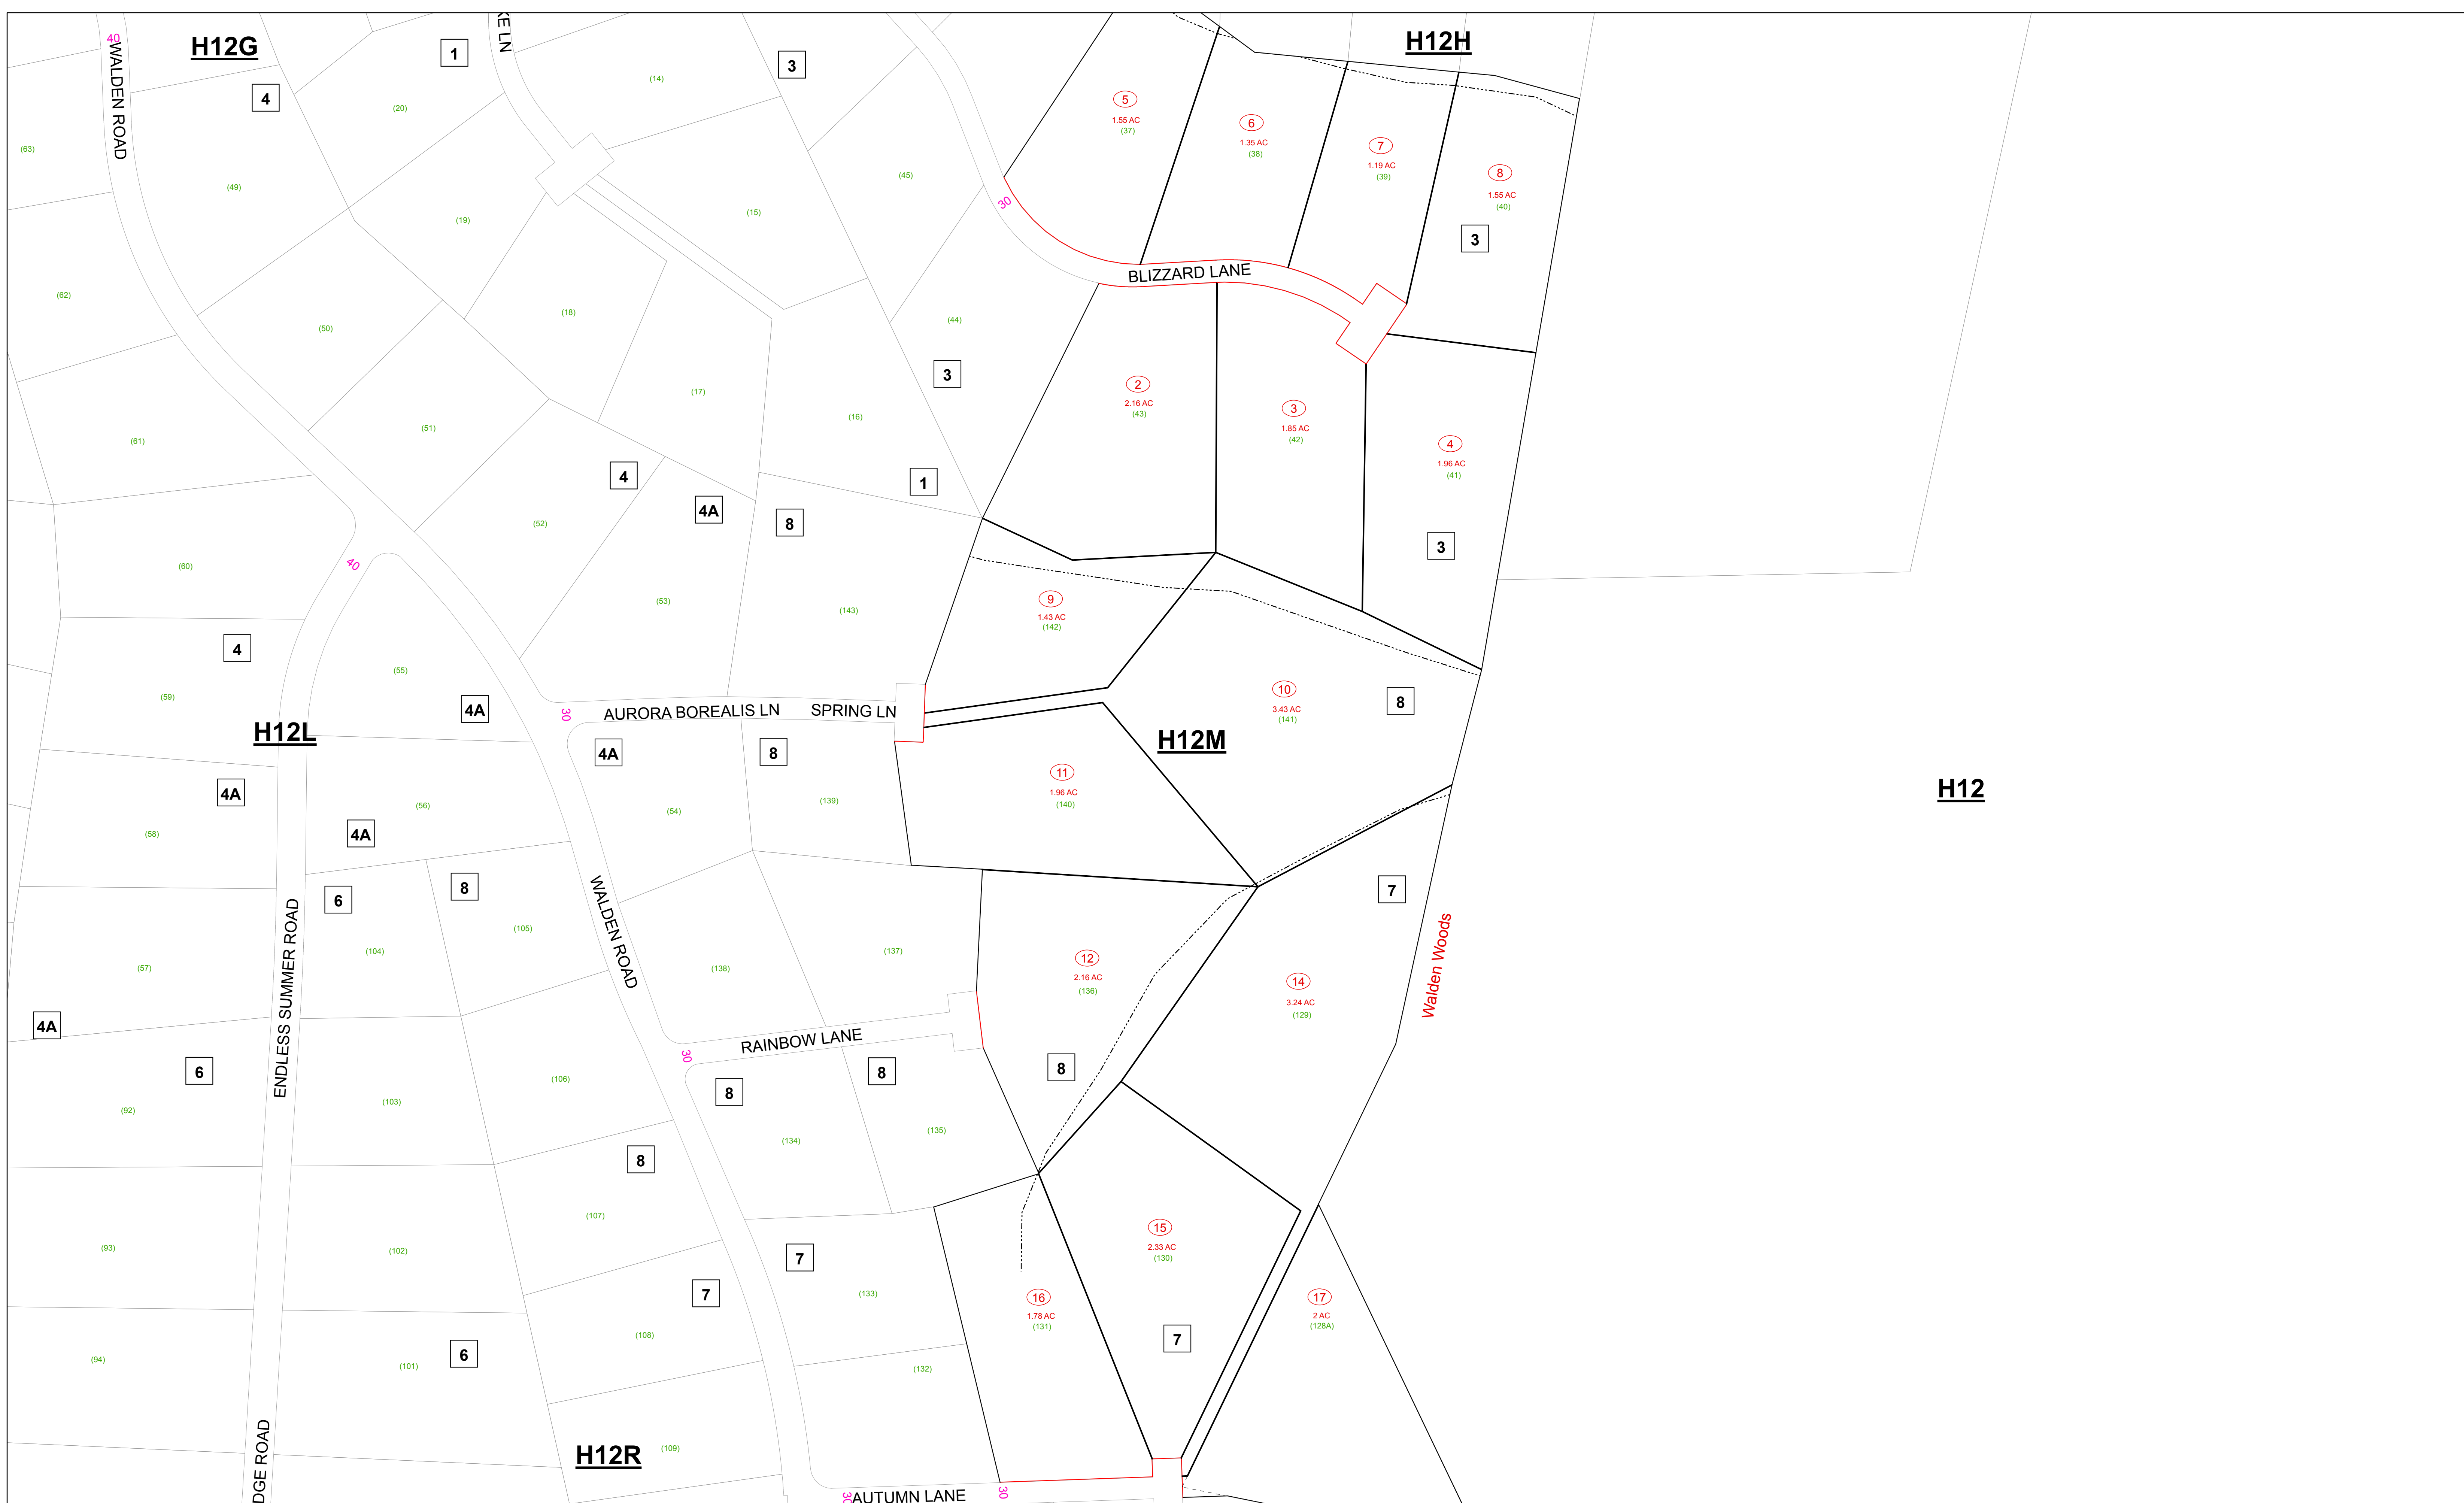 40
WALDEN ROAD
H12G
4
1
KE LN
3
H12H
(14)
(20)
(63)
(49)
(45)
(19)
(15)
(62)
(50)
(18)
(44)
30
5
1.55 AC
(37)
6
1.35 AC
(38)
7
1.19 AC
(39)
8
1.55 AC
(40)
3
BLIZZARD LANE
3
(17)
(16)
(51)
(61)
2
2.16 AC
(43)
3
1.85 AC
(42)
4
1.96 AC
(41)
4
1
4A
8
(52)
3
40
(60)
(53)
(143)
9
1.43 AC
(142)
4
(55)
(59)
4A
30
AURORA BOREALIS LN
SPRING LN
10
3.43 AC
(141)
8
H12L
H12M
4A
8
11
1.96 AC
(140)
H12
4A
(56)
(54)
(139)
(58)
4A
6
8
7
WALDEN ROAD
(105)
(104)
(57)
(138)
(137)
12
2.16 AC
(136)
14
3.24 AC
(129)
Walden Woods
4A
ENDLESS SUMMER ROAD
RAINBOW LANE
30
6
(106)
8
8
8
(103)
(92)
(134)
(135)
8
(107)
(93)
(102)
7
7
(133)
15
2.33 AC
(130)
16
1.78 AC
(131)
17
2 AC
(128A)
7
(108)
(94)
(101)
6
(132)
DGE ROAD
H12R
(109)
30
AUTUMN LANE
30